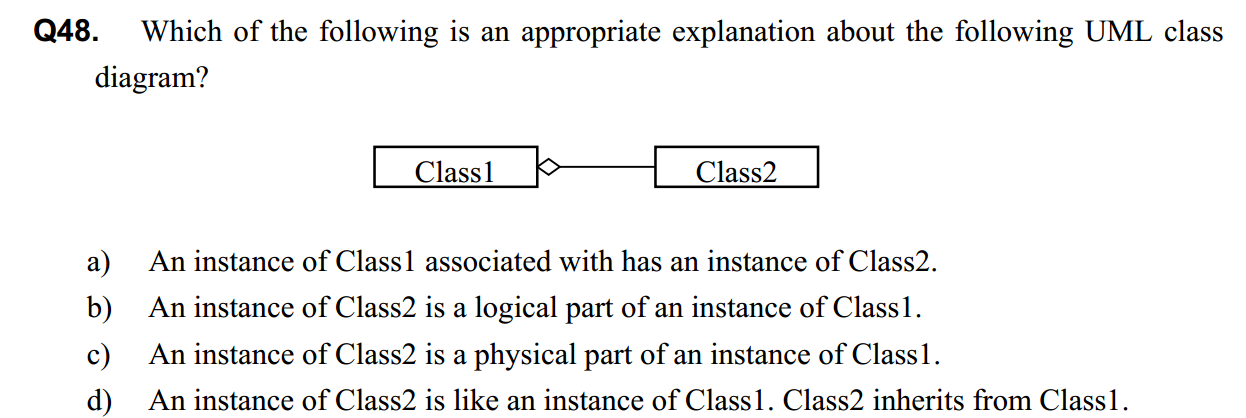 Q48. Which of the following is an appropriate explanation about the following UML class
diagram?
Class1 Class2
a) An instance of Class1 associated with has an instance of Class2.
b) An instance of Class2 is a logical part of an instance of Class1.
c) An instance of Class2 is a physical part of an instance of Class1.
d) An instance of Class2 is like an instance of Class1. Class2 inherits from Class1.